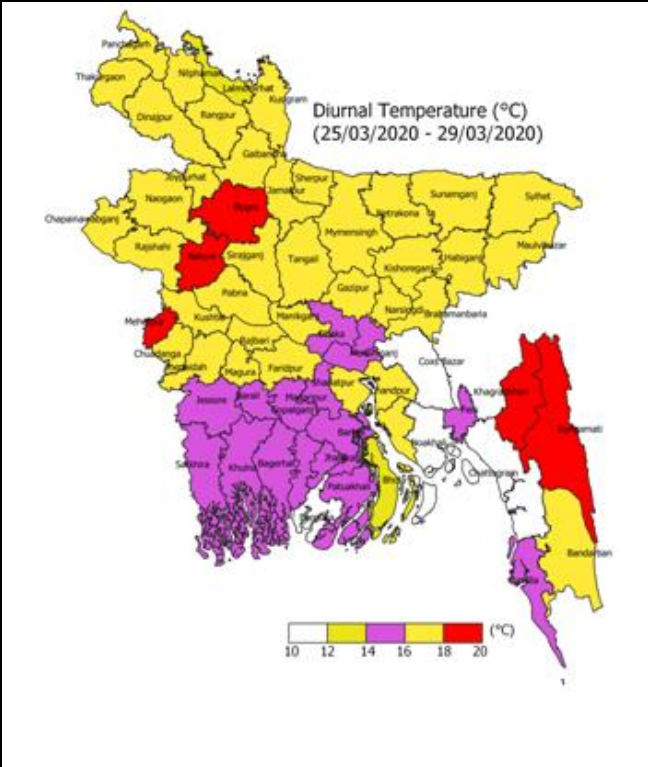 Panchagarh
Thakurgaon
Nilphamari
Lalmonirhat
Kurigram
Dinajpur
Rangpur
Diurnal Temperature (°C)
(25/03/2020 - 29/03/2020)
Gaibandha
Joypurhat
Sherpur
Jamalpur
Naogaon
Bogra
Netrakona
Sunamganj
Sylhet
Chapainawabganj
Mymensingh
Rajshahi
Natore
Sirajganj
Tangail
Kishoreganj
Habiganj
Maulvibazar
Pabna
Gazipur
Narsingdi
Brahmanbaria
Meherpur
Kushtia
Manikganj
Dhaka
Chuadanga
Rajbari
Coxs Bazar
Magura
Faridpur
Shariatpur
Chandpur
Khagrachhari
Jessore
Narail
Madaripur
Gopalganj
Feni
Rangamati
Noakhali
Satkhira
Khulna
Bagerhat
Chattogram
Patuakhali
Bandarban
(°C)
10 12 14 16 18 20